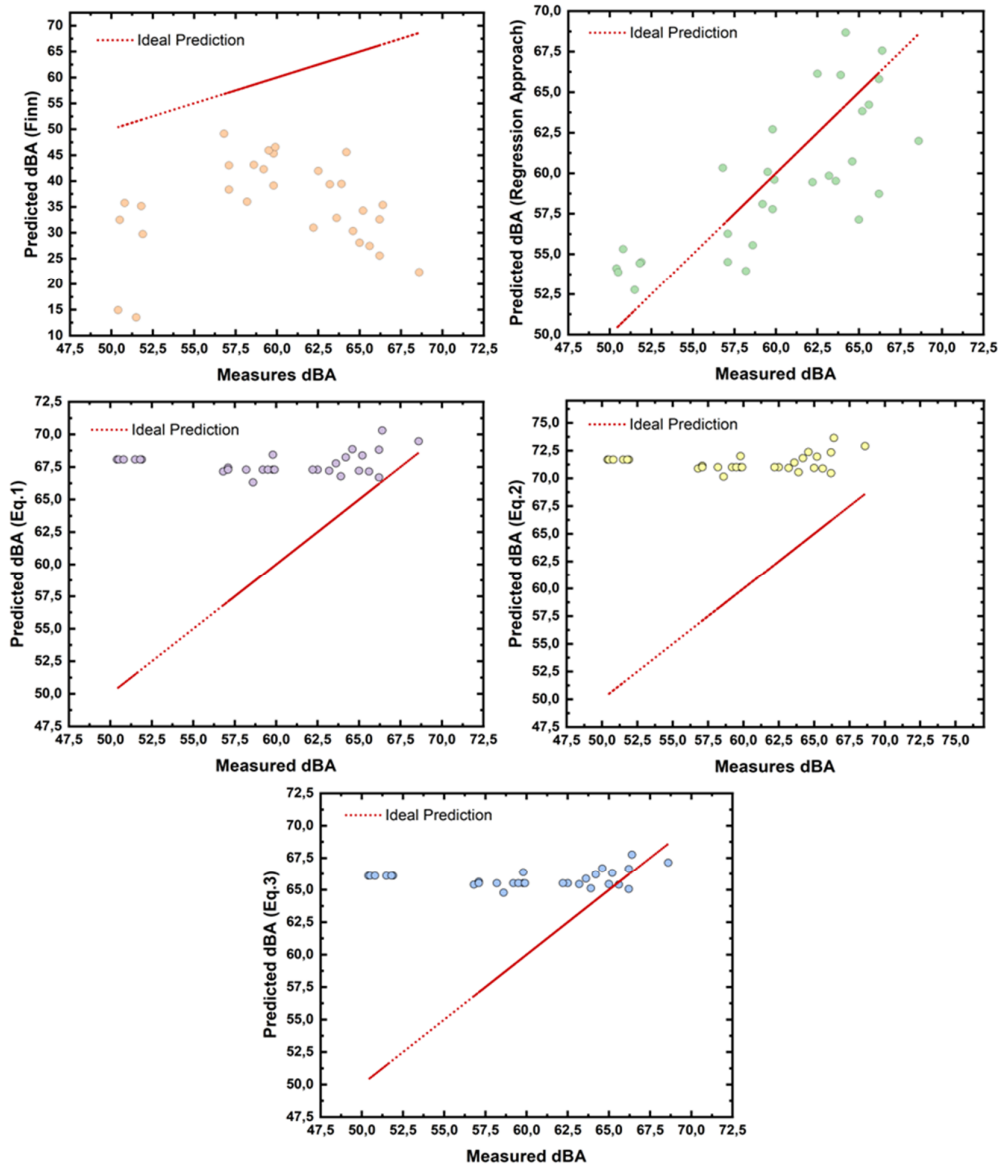 Ideal Prediction
Predicted dBA (Finn)
70
65
60
55
50
45
40
35
30
25
20
15
10
47,5 50,0 52,5 55,0 57,5 60,0 62,5 65,0 67,5 70,0 72,5
Measures dBA
Ideal Prediction
Predicted dBA (Regression Approach)
70,0
67,5
65,0
62,5
60,0
57,5
55,0
52,5
50,0
47,5 50,0 52,5 55,0 57,5 60,0 62,5 65,0 67,5 70,0 72,5
Measured dBA
Ideal Prediction
Predicted dBA (Eq.1)
72,5
70,0
67,5
65,0
62,5
60,0
57,5
55,0
52,5
50,0
47,5
47,5 50,0 52,5 55,0 57,5 60,0 62,5 65,0 67,5 70,0 72,5
Measured dBA
Ideal Prediction
Predicted dBA (Eq.2)
75,0
72,5
70,0
67,5
65,0
62,5
60,0
57,5
55,0
52,5
50,0
47,5
47,5 50,0 52,5 55,0 57,5 60,0 62,5 65,0 67,5 70,0 72,5 75,0
Measures dBA
Ideal Prediction
Predicted dBA (Eq.3)
72,5
70,0
67,5
65,0
62,5
60,0
57,5
55,0
52,5
50,0
47,5
47,5 50,0 52,5 55,0 57,5 60,0 62,5 65,0 67,5 70,0 72,5
Measured dBA